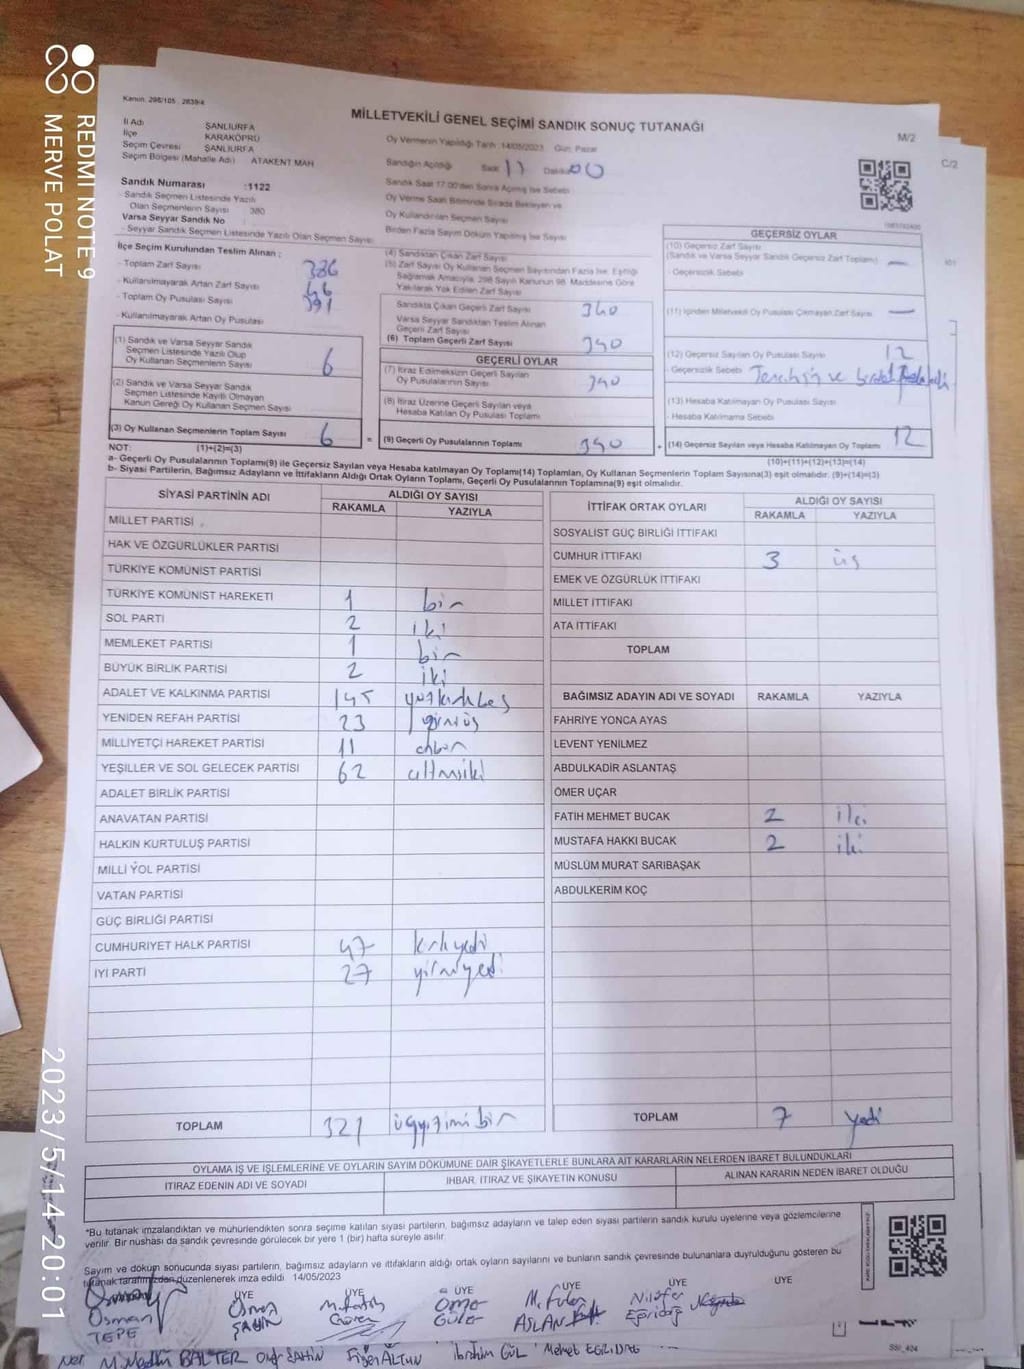 REDMI NOTE 9
MERVE POLAT
2023/5/14 20:01
Kanun. 298/105 , 2839/4
MİLLETVEKİLİ GENEL SEÇİMİ SANDIK SONUÇ TUTANAĞI
M/2
C/2
İl Adı ŞANLIURFA
İlçe KARAKÖPRÜ
Seçim Çevresi ŞANLIURFA
Seçim Bölgesi (Mahalle Adı) ATAKENT MAH
Oy Vermenin Yapıldığı Tarih 14/05/2023 Gün Pazar
Sandığın Açıldığı Saat 17 Dakika 00
Sandık Saat 17.00'den Sonra Açılmış İse Sebebi
Oy Verme Saati Bitiminde Sırada Bekleyen ve
Oy Kullandırılan Seçmen Sayısı
Birden Fazla Sayım Döküm Yapılmış İse Sayısı
Sandık Numarası :1122
- Sandık Seçmen Listesinde Yazılı
Olan Seçmenlerin Sayısı 380
Varsa Seyyar Sandık No
- Seyyar Sandık Seçmen Listesinde Yazılı Olan Seçmen Sayısı
İlçe Seçim Kurulundan Teslim Alınan :
- Toplam Zarf Sayısı 386
- Kullanılmayarak Artan Zarf Sayısı 46
- Toplam Oy Pusulası Sayısı 391
- Kullanılmayarak Artan Oy Pusulası
(1) Sandık ve Varsa Seyyar Sandık
Seçmen Listesinde Yazılı Olup
Oy Kullanan Seçmenlerin Sayısı 6
(2) Sandık ve Varsa Seyyar Sandık
Seçmen Listesinde Kayıtlı Olmayan
Kanun Gereği Oy Kullanan Seçmen Sayısı
(3) Oy Kullanan Seçmenlerin Toplam Sayısı 6
(4) Sandıktan Çıkan Zarf Sayısı
(5) Zarf Sayısı Oy Kullanan Seçmen Sayısından Fazla İse, Eşitliği
Sağlamak Amacıyla, 298 Sayılı Kanunun 98. Maddesine Göre
Yakılarak Yok Edilen Zarf Sayısı
Sandıkta Çıkan Geçerli Zarf Sayısı 340
Varsa Seyyar Sandıktan Teslim Alınan
Geçerli Zarf Sayısı
(6) Toplam Geçerli Zarf Sayısı 340
GEÇERLİ OYLAR
(7) İtiraz Edilmeksizin Geçerli Sayılan
Oy Pusulalarının Sayısı 340
(8) İtiraz Üzerine Geçerli Sayılan veya
Hesaba Katılan Oy Pusulası Toplamı
= (9) Geçerli Oy Pusulalarının Toplamı 340
GEÇERSİZ OYLAR
(10) Geçersiz Zarf Sayısı
(Sandık ve Varsa Seyyar Sandık Geçersiz Zarf Toplamı) —
- Geçersizlik Sebebi
(11) İçinden Milletvekili Oy Pusulası Çıkmayan Zarf Sayısı —
(12) Geçersiz Sayılan Oy Pusulası Sayısı 12
- Geçersizlik Sebebi ve
(13) Hesaba Katılmayan Oy Pusulası Sayısı
- Hesaba Katılmama Sebebi
+ (14) Geçersiz Sayılan veya Hesaba Katılmayan Oy Toplamı 12
NOT: (1)+(2)=(3)
(10)+(11)+(12)+(13)=(14)
a- Geçerli Oy Pusulalarının Toplamı(9) ile Geçersiz Sayılan veya Hesaba katılmayan Oy Toplamı(14) Toplamları, Oy Kullanan Seçmenlerin Toplam Sayısına(3) eşit olmalıdır. (9)+(14)=(3)
b- Siyasi Partilerin, Bağımsız Adayların ve İttifakların Aldığı Ortak Oyların Toplamı, Geçerli Oy Pusulalarının Toplamına(9) eşit olmalıdır.
SİYASİ PARTİNİN ADI ALDIĞI OY SAYISI
RAKAMLA YAZIYLA
MİLLET PARTİSİ
HAK VE ÖZGÜRLÜKLER PARTİSİ
TÜRKİYE KOMÜNİST PARTİSİ
TÜRKİYE KOMÜNİST HAREKETİ 1 bir
SOL PARTİ 2 iki
MEMLEKET PARTİSİ 1 bir
BÜYÜK BİRLİK PARTİSİ 2 iki
ADALET VE KALKINMA PARTİSİ 145 yüzkırkbeş
YENİDEN REFAH PARTİSİ 23 yirmiüç
MİLLİYETÇİ HAREKET PARTİSİ 11 onbir
YEŞİLLER VE SOL GELECEK PARTİSİ 62 altmışiki
ADALET BİRLİK PARTİSİ
ANAVATAN PARTİSİ
HALKIN KURTULUŞ PARTİSİ
MİLLİ YOL PARTİSİ
VATAN PARTİSİ
GÜÇ BİRLİĞİ PARTİSİ
CUMHURİYET HALK PARTİSİ 47 kırkyedi
İYİ PARTİ 27 yirmiyedi
TOPLAM 321 üçyüzyirmibir
İTTİFAK ORTAK OYLARI ALDIĞI OY SAYISI
RAKAMLA YAZIYLA
SOSYALİST GÜÇ BİRLİĞİ İTTİFAKI
CUMHUR İTTİFAKI 3 üç
EMEK VE ÖZGÜRLÜK İTTİFAKI
MİLLET İTTİFAKI
ATA İTTİFAKI
TOPLAM
BAĞIMSIZ ADAYIN ADI VE SOYADI RAKAMLA YAZIYLA
FAHRİYE YONCA AYAS
LEVENT YENİLMEZ
ABDULKADİR ASLANTAŞ
ÖMER UÇAR
FATİH MEHMET BUCAK 2 iki
MUSTAFA HAKKI BUCAK 2 iki
MÜSLÜM MURAT SARIBAŞAK
ABDULKERİM KOÇ
TOPLAM 7 yedi
OYLAMA İŞ VE İŞLEMLERİNE VE OYLARIN SAYIM DÖKÜMÜNE DAİR ŞİKAYETLERLE BUNLARA AİT KARARLARIN NELERDEN İBARET BULUNDUKLARI
İTİRAZ EDENİN ADI VE SOYADI İHBAR, İTİRAZ VE ŞİKAYETİN KONUSU ALINAN KARARIN NEDEN İBARET OLDUĞU
*Bu tutanak imzalandıktan ve mühürlendikten sonra seçime katılan siyasi partilerin, bağımsız adayların ve talep eden siyasi partilerin sandık kurulu üyelerine veya gözlemcilerine
verilir. Bir nüshası da sandık çevresinde görülecek bir yere 1 (bir) hafta süreyle asılır.
Sayım ve döküm sonucunda siyasi partilerin, bağımsız adayların ve ittifakların aldığı ortak oyların sayılarını ve bunların sandık çevresinde bulunanlara duyrulduğunu gösteren bu
tutanak tarafımızdan düzenlenerek imza edildi 14/05/2023
ÜYE ÜYE ÜYE ÜYE ÜYE ÜYE
Osman TEPE
Osman ŞAHİN
M.Fatih
Ömer GÜLER
M. Fuler ASLAN
Nilüfer Eğridağ
M. Nedim BALTER ŞAHİN Figen ALTUN İbrahim GÜL Mehmet EGRİDAG
SSI_404